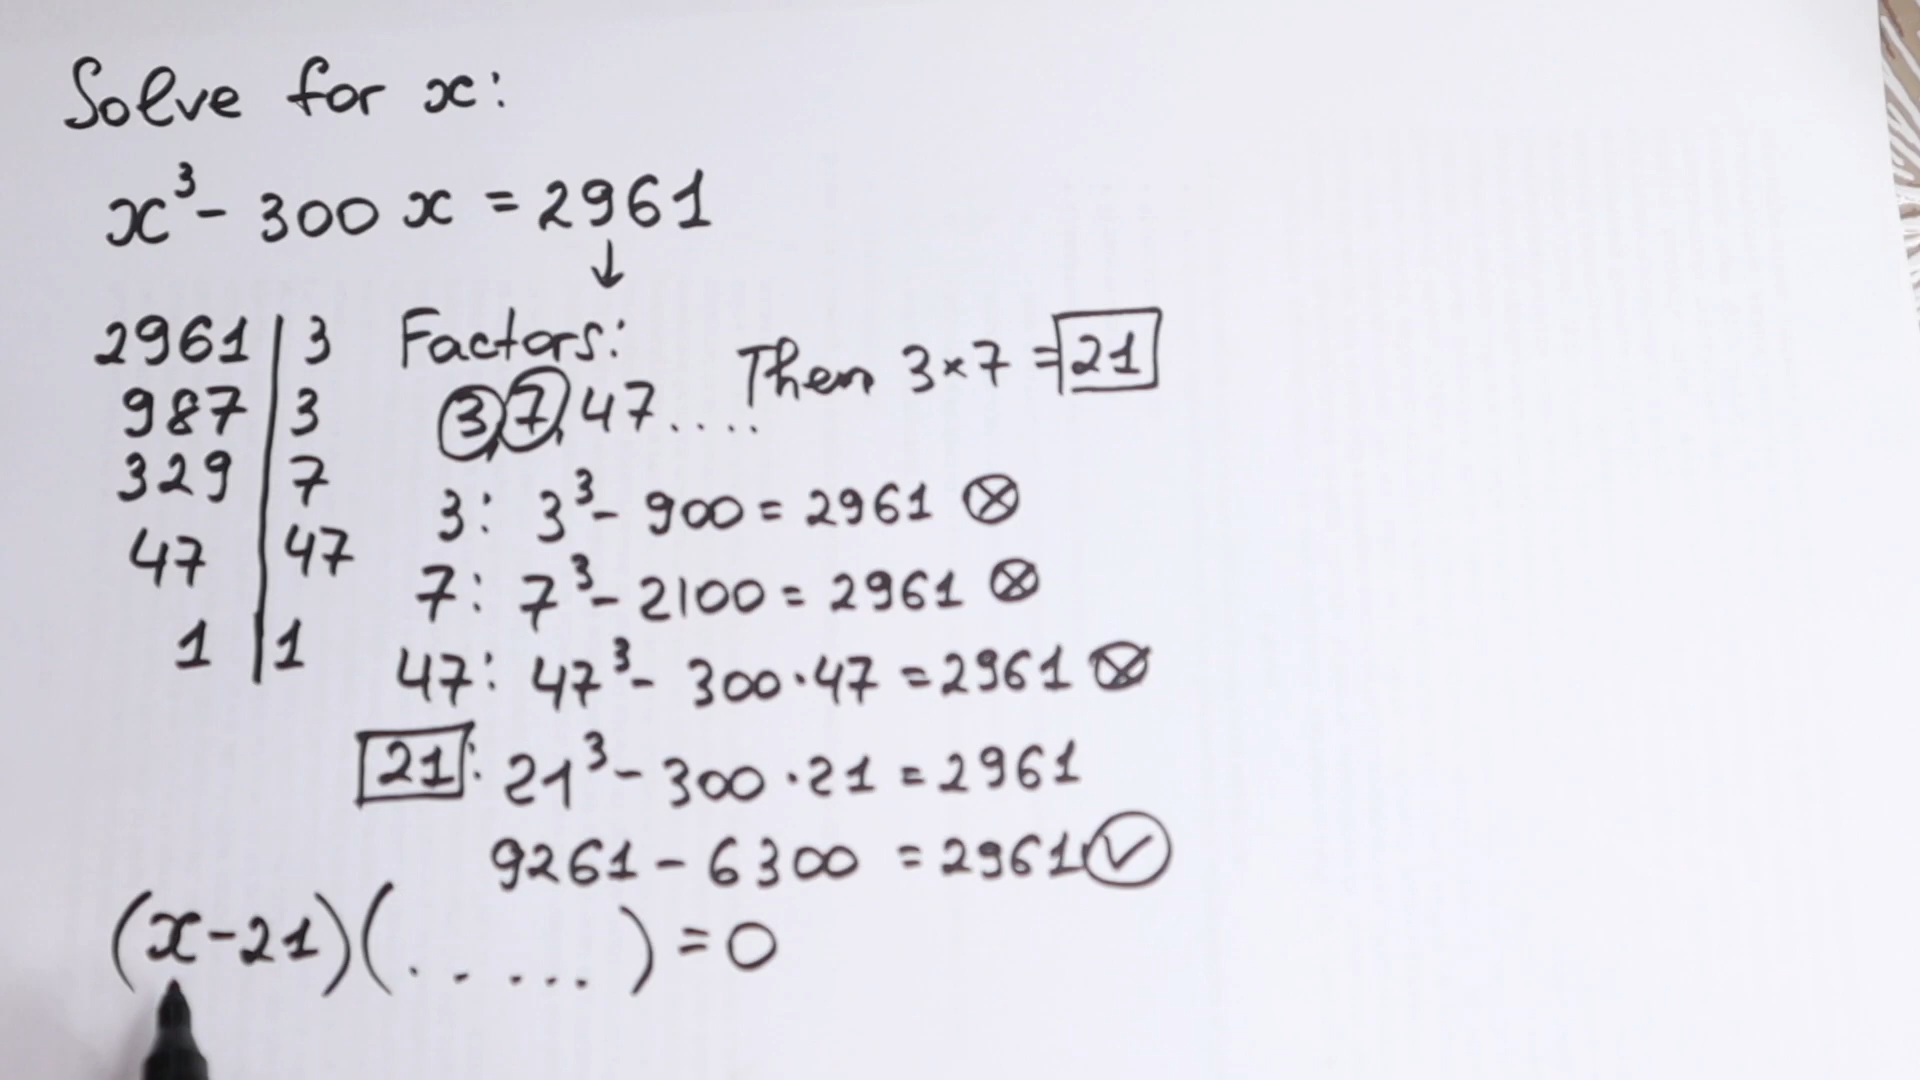 Solve for x:
x³ - 300 x = 2961
↓
2961 | 3
987 | 3
329 | 7
47 | 47
1 | 1
Factors:
3, 7, 47.....
Then 3×7 = 21
3: 3³ - 900 = 2961 ⊗
7: 7³ - 2100 = 2961 ⊗
47: 47³ - 300·47 = 2961 ⊗
21: 21³ - 300·21 = 2961
9261 - 6300 = 2961 ✓
(x-21)(.....) = 0